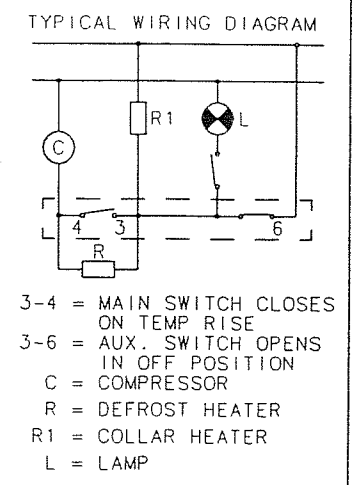 TYPICAL WIRING DIAGRAM
R1
L
C
4 3 6
R
3-4 = MAIN SWITCH CLOSES
ON TEMP RISE
3-6 = AUX. SWITCH OPENS
IN OFF POSITION
C = COMPRESSOR
R = DEFROST HEATER
R1 = COLLAR HEATER
L = LAMP